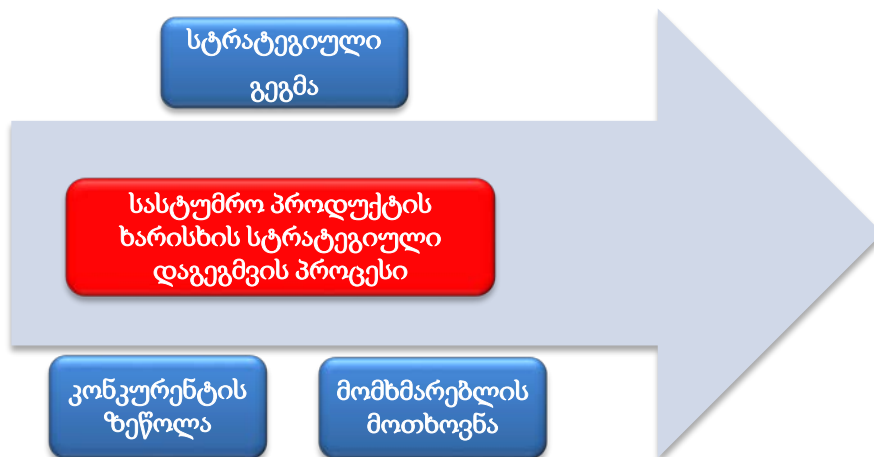 სტრატეგიული
გეგმა
სასტუმრო პროდუქტის
ხარისხის სტრატეგიული
დაგეგმვის პროცესი
კონკურენტის
ზეწოლა
მომხმარებლის
მოთხოვნა